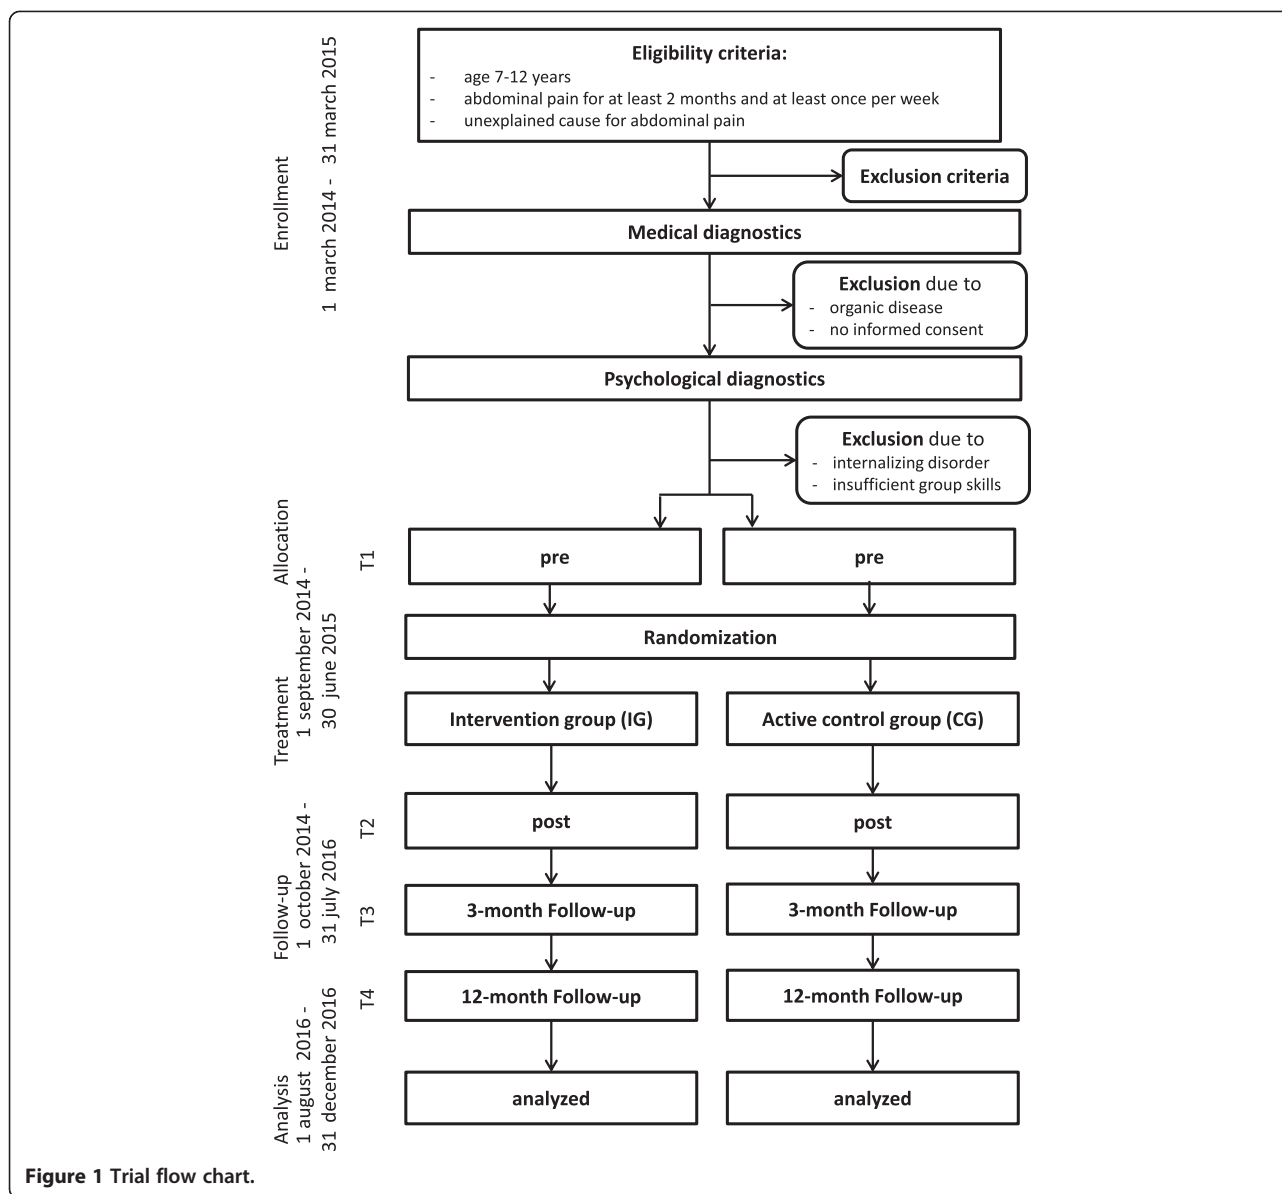 Eligibility criteria:
- age 7-12 years
- abdominal pain for at least 2 months and at least once per week
- unexplained cause for abdominal pain
Exclusion criteria
Enrollment
1 march 2014 - 31 march 2015
Medical diagnostics
Exclusion due to
- organic disease
- no informed consent
Psychological diagnostics
Exclusion due to
- internalizing disorder
- insufficient group skills
Allocation
T1
pre
pre
Randomization
Treatment
1 september 2014 -
30 june 2015
Intervention group (IG)
Active control group (CG)
T2
post
post
Follow-up
1 october 2014 -
31 july 2016
T3
3-month Follow-up
3-month Follow-up
T4
12-month Follow-up
12-month Follow-up
Analysis
1 august 2016 -
31 december 2016
analyzed
analyzed
Figure 1 Trial flow chart.